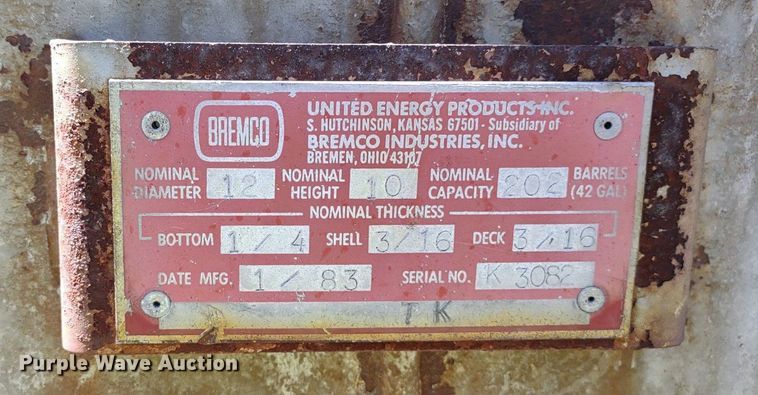 BREMCO
UNITED ENERGY PRODUCTS INC.
S. HUTCHINSON, KANSAS 67501 - Subsidiary of
BREMCO INDUSTRIES, INC.
BREMEN, OHIO 43107
NOMINAL DIAMETER 12 NOMINAL HEIGHT 10 NOMINAL CAPACITY 202 BARRELS (42 GAL)
NOMINAL THICKNESS
BOTTOM 1/4 SHELL 3/16 DECK 3/16
DATE MFG. 1/83 SERIAL NO. K 3082
TK
Purple Wave Auction